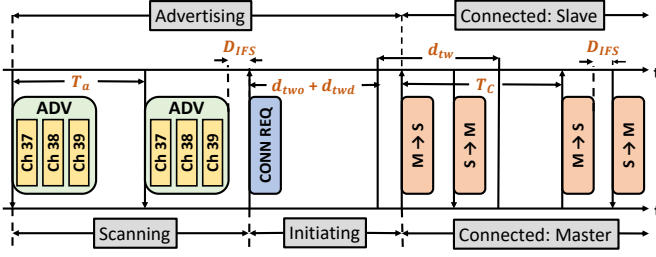 Advertising
Connected: Slave
D_IFS
d_tw
D_IFS
T_a
d_two + d_twd
T_C
t
ADV
Ch 37
Ch 38
Ch 39
ADV
Ch 37
Ch 38
Ch 39
CONN REQ
M → S
S → M
M → S
S → M
t
Scanning
Initiating
Connected: Master